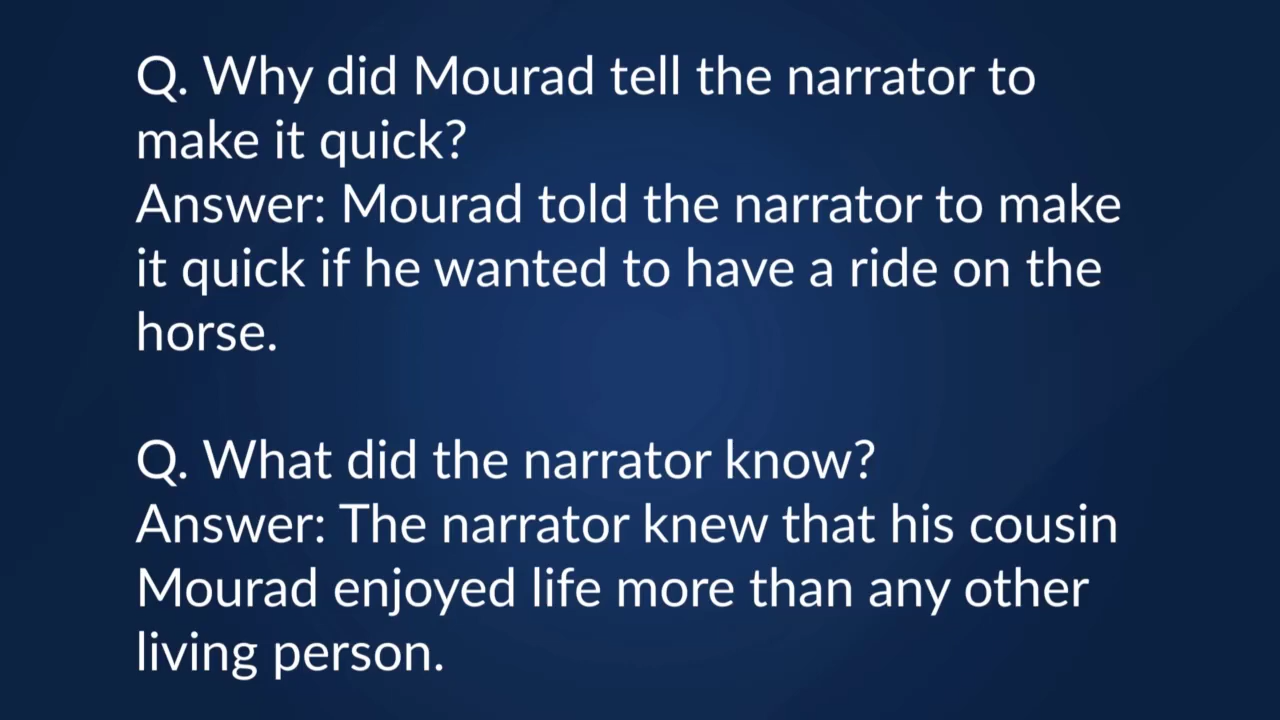 Q. Why did Mourad tell the narrator to
make it quick?
Answer: Mourad told the narrator to make
it quick if he wanted to have a ride on the
horse.
Q. What did the narrator know?
Answer: The narrator knew that his cousin
Mourad enjoyed life more than any other
living person.